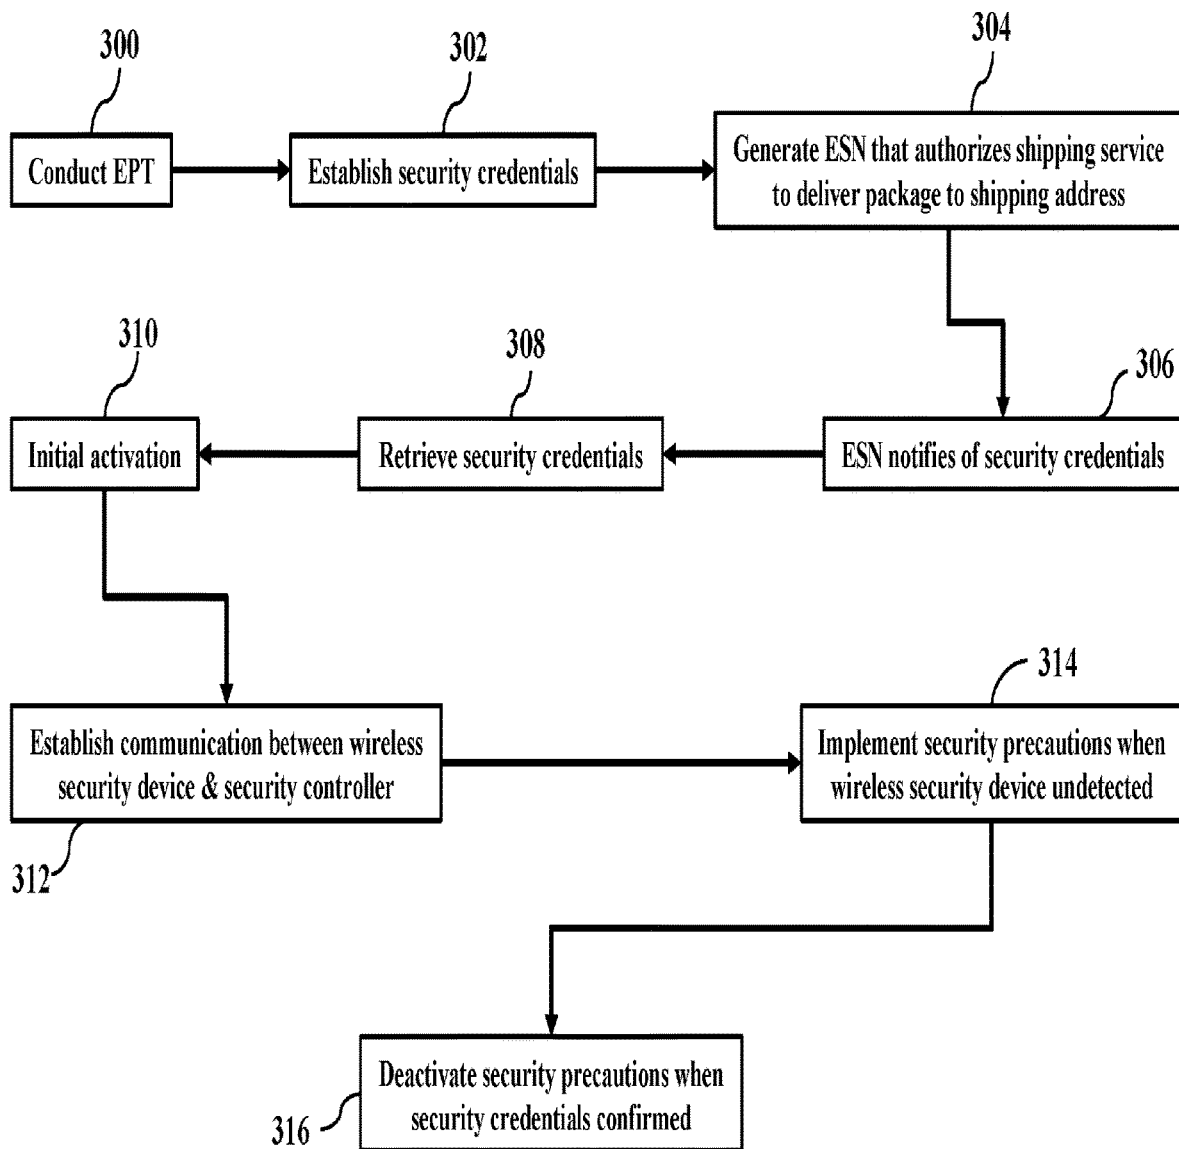 300
302
304
Conduct EPT
Establish security credentials
Generate ESN that authorizes shipping service
to deliver package to shipping address
310
308
306
Initial activation
Retrieve security credentials
ESN notifies of security credentials
314
Establish communication between wireless
security device & security controller
Implement security precautions when
wireless security device undetected
312
Deactivate security precautions when
security credentials confirmed
316